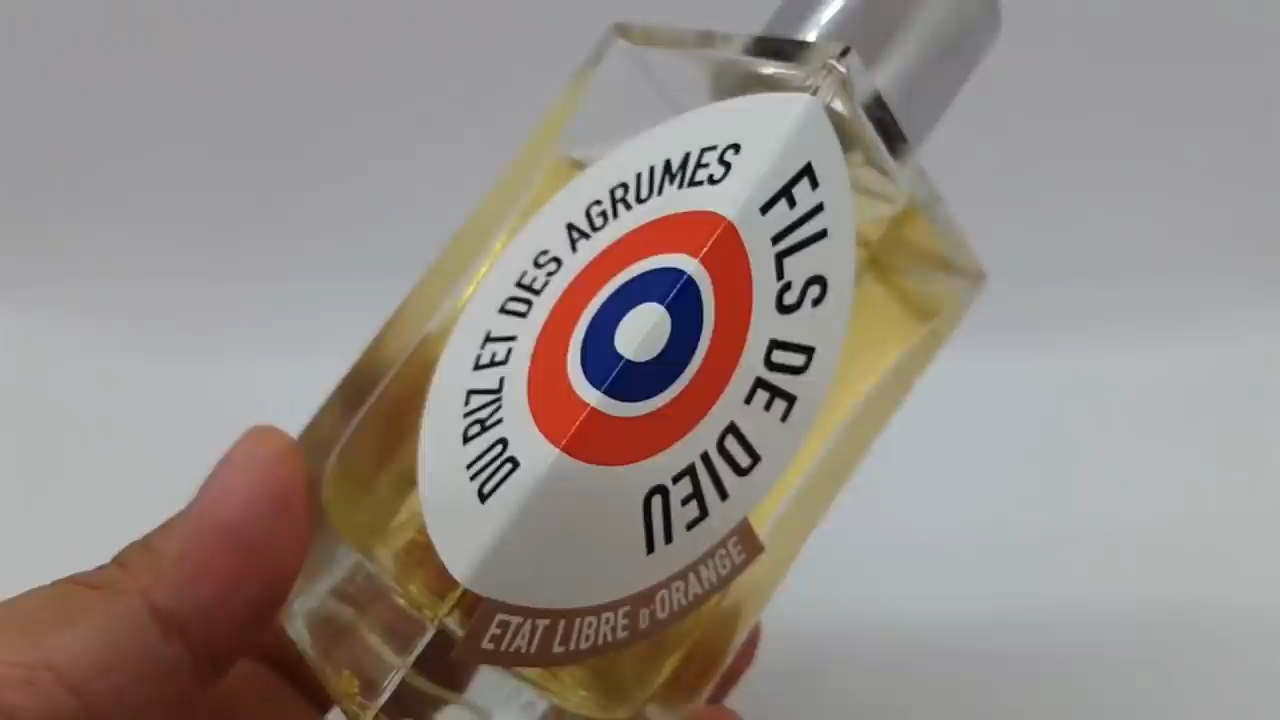 DU RIZ ET DES AGRUMES
FILS DE DIEU
ETAT LIBRE d'ORANGE